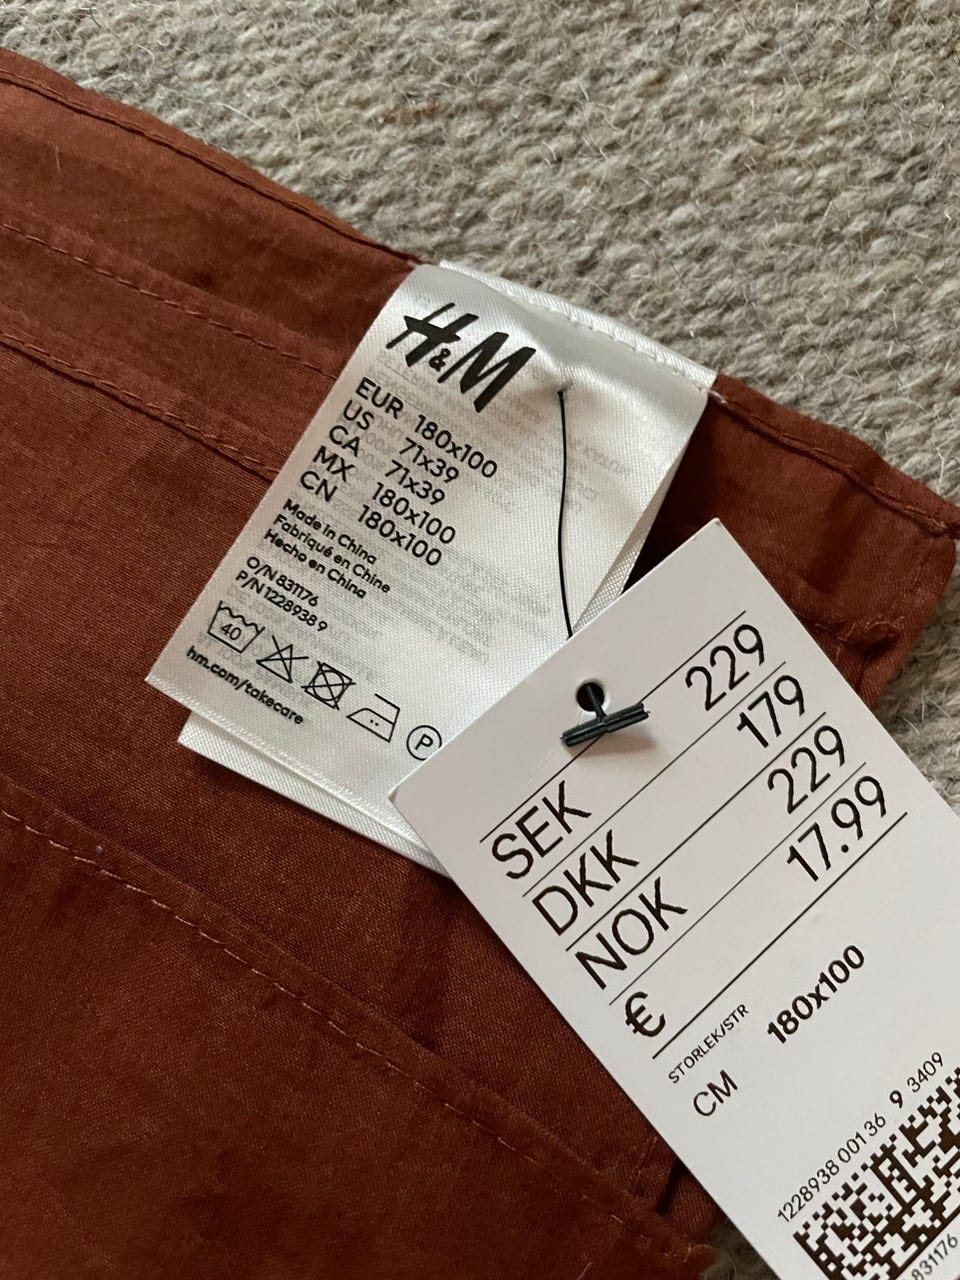 H&M
EUR 180x100
US 71x39
CA 71x39
MX 180x100
CN 180x100
Made in China
Fabriqué en Chine
Hecho en China
O/N 831176
P/N 1228938 9
40
P
hm.com/takecare
SEK 229
DKK 179
NOK 229
€ 17.99
STORLEK/STR
180x100
CM
1228938 001 36 9 3409
831176